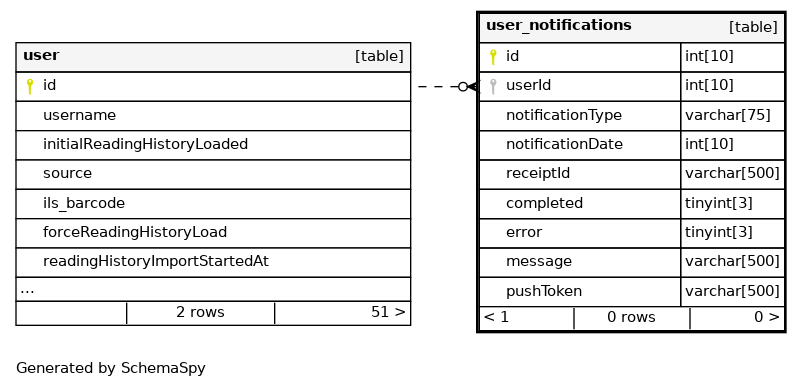 user [table]
id
username
initialReadingHistoryLoaded
source
ils_barcode
forceReadingHistoryLoad
readingHistoryImportStartedAt
...
2 rows 51 >
user_notifications [table]
id int[10]
userId int[10]
notificationType varchar[75]
notificationDate int[10]
receiptId varchar[500]
completed tinyint[3]
error tinyint[3]
message varchar[500]
pushToken varchar[500]
< 1 0 rows 0 >
Generated by SchemaSpy